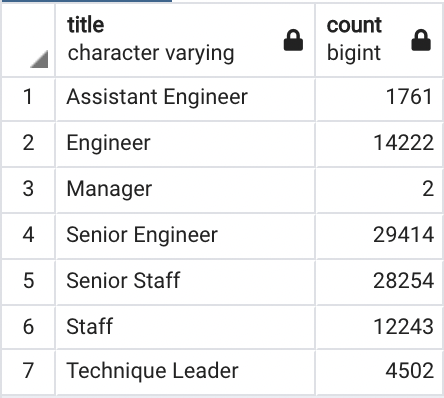 title count
character varying bigint
1 Assistant Engineer 1761
2 Engineer 14222
3 Manager 2
4 Senior Engineer 29414
5 Senior Staff 28254
6 Staff 12243
7 Technique Leader 4502